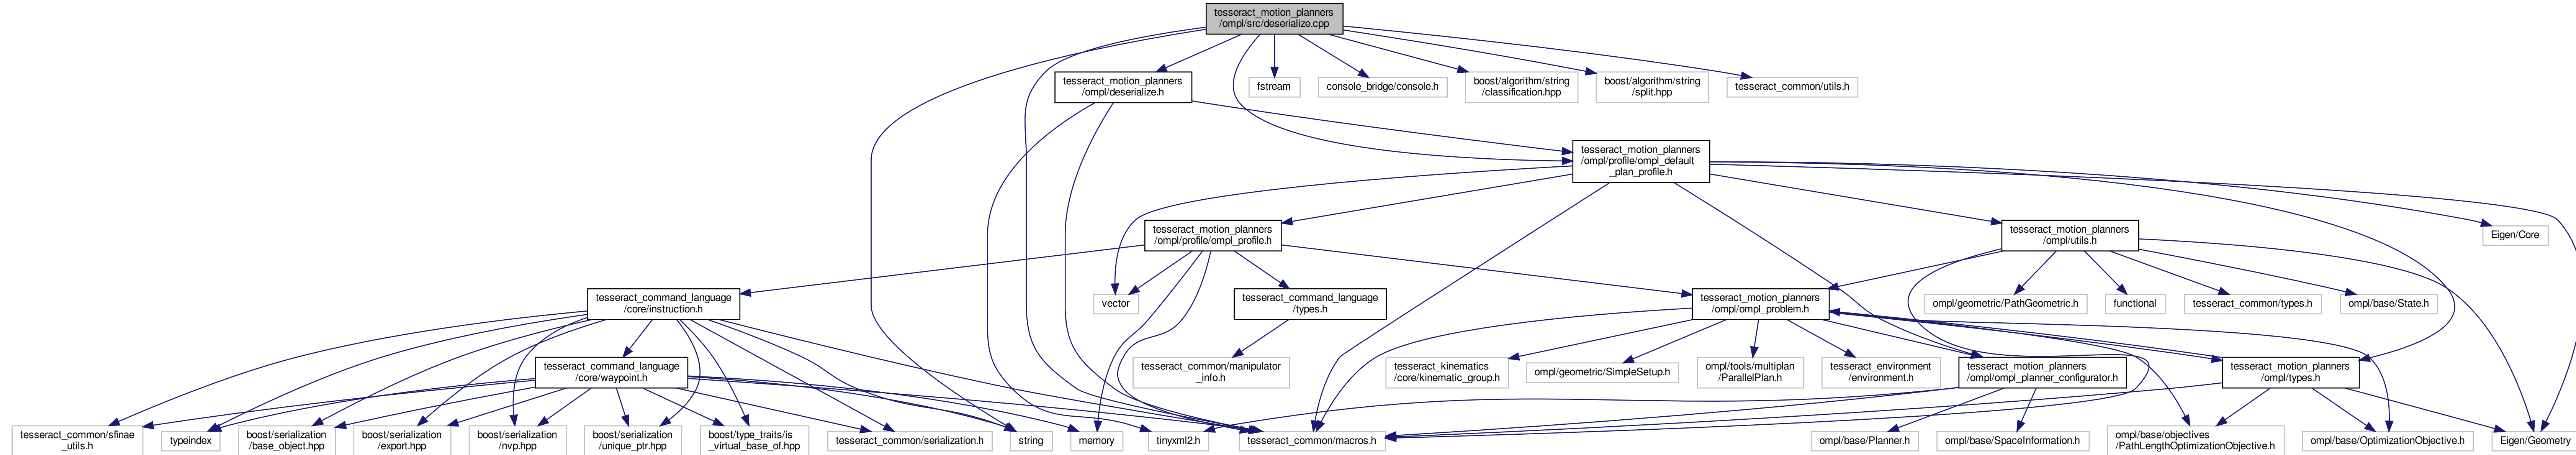 tesseract_motion_planners
/ompl/src/deserialize.cpp
tesseract_motion_planners
/ompl/deserialize.h
fstream
console_bridge/console.h
boost/algorithm/string
/classification.hpp
boost/algorithm/string
/split.hpp
tesseract_common/utils.h
tesseract_motion_planners
/ompl/profile/ompl_default
_plan_profile.h
tesseract_motion_planners
/ompl/profile/ompl_profile.h
tesseract_motion_planners
/ompl/utils.h
Eigen/Core
tesseract_command_language
/core/instruction.h
vector
tesseract_command_language
/types.h
tesseract_motion_planners
/ompl/ompl_problem.h
ompl/geometric/PathGeometric.h
functional
tesseract_common/types.h
ompl/base/State.h
tesseract_command_language
/core/waypoint.h
tesseract_common/manipulator
_info.h
tesseract_kinematics
/core/kinematic_group.h
ompl/geometric/SimpleSetup.h
ompl/tools/multiplan
/ParallelPlan.h
tesseract_environment
/environment.h
tesseract_motion_planners
/ompl/ompl_planner_configurator.h
tesseract_motion_planners
/ompl/types.h
tesseract_common/sfinae
_utils.h
typeindex
boost/serialization
/base_object.hpp
boost/serialization
/export.hpp
boost/serialization
/nvp.hpp
boost/serialization
/unique_ptr.hpp
boost/type_traits/is
_virtual_base_of.hpp
tesseract_common/serialization.h
string
memory
tinyxml2.h
tesseract_common/macros.h
ompl/base/Planner.h
ompl/base/SpaceInformation.h
ompl/base/objectives
/PathLengthOptimizationObjective.h
ompl/base/OptimizationObjective.h
Eigen/Geometry